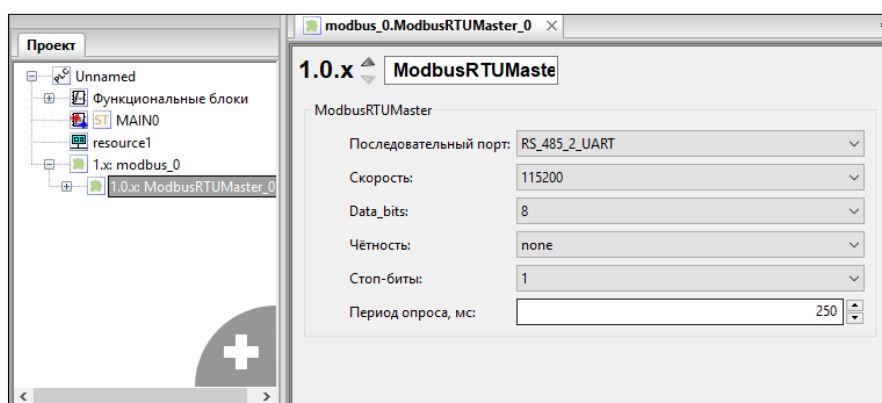 modbus_0.ModbusRTUMaster_0
Проект
Unnamed
Функциональные блоки
ST MAIN0
resource1
1.x: modbus_0
1.0.x: ModbusRTUMaster_0
1.0.x ModbusRTUMaste
ModbusRTUMaster
Последовательный порт: RS_485_2_UART
Скорость: 115200
Data_bits: 8
Чётность: none
Стоп-биты: 1
Период опроса, мс: 250